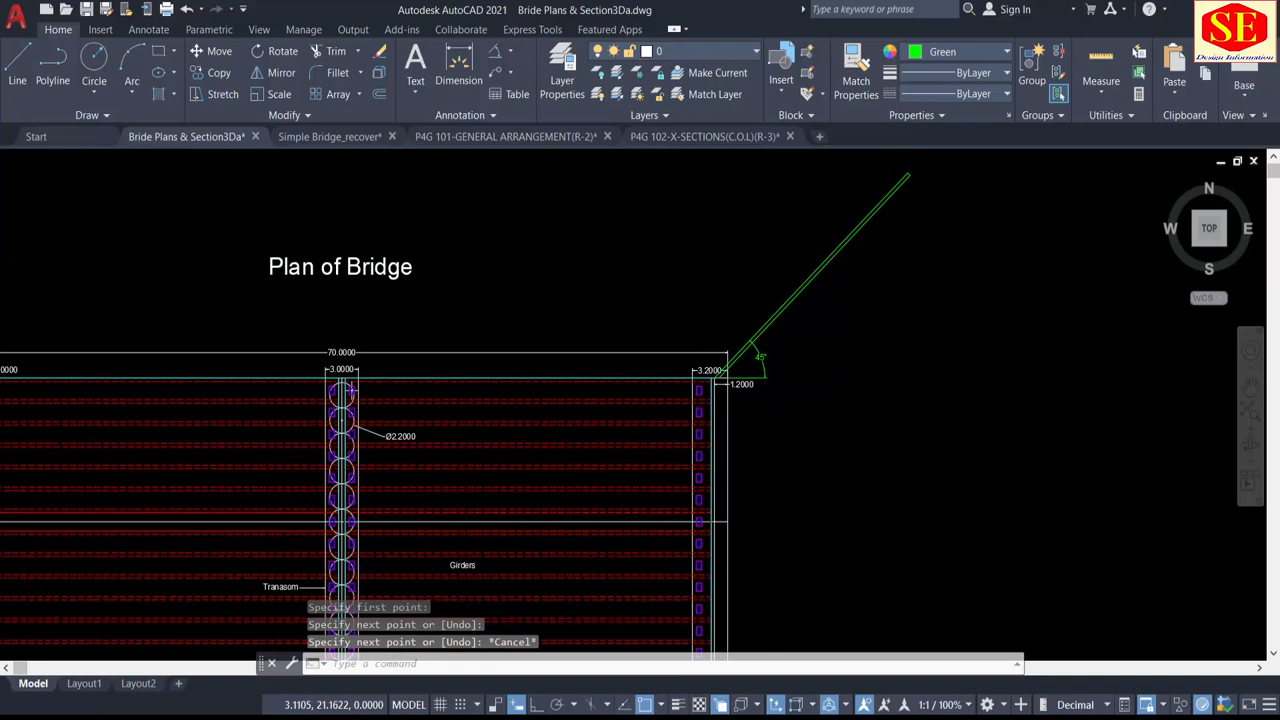 Autodesk AutoCAD 2021 Bride Plans & Section3Da.dwg
Type a keyword or phrase
Sign In
SE
Design Information
Home Insert Annotate Parametric View Manage Output Add-ins Collaborate Express Tools Featured Apps
Line Polyline Circle Arc
Move Rotate Trim
Copy Mirror Fillet
Stretch Scale Array
Text Dimension Table
Layer Properties
0
Make Current
Match Layer
Insert
Match Properties
Green
ByLayer
ByLayer
Group
Measure
Paste
Base
Draw Modify Annotation Layers Block Properties Groups Utilities Clipboard View
Start Bride Plans & Section3Da* Simple Bridge_recover* P4G 101-GENERAL ARRANGEMENT(R-2)* P4G 102-X-SECTIONS(C.O.L)(R-3)*
N
W TOP E
S
WCS
Plan of Bridge
70.0000
45°
0000
3.0000
3.2000
1.2000
Ø2.2000
Girders
Tranasom
Specify first point:
Specify next point or [Undo]:
Specify next point or [Undo]: *Cancel*
Type a command
Model Layout1 Layout2
3.1105, 21.1622, 0.0000 MODEL 1:1 / 100% Decimal